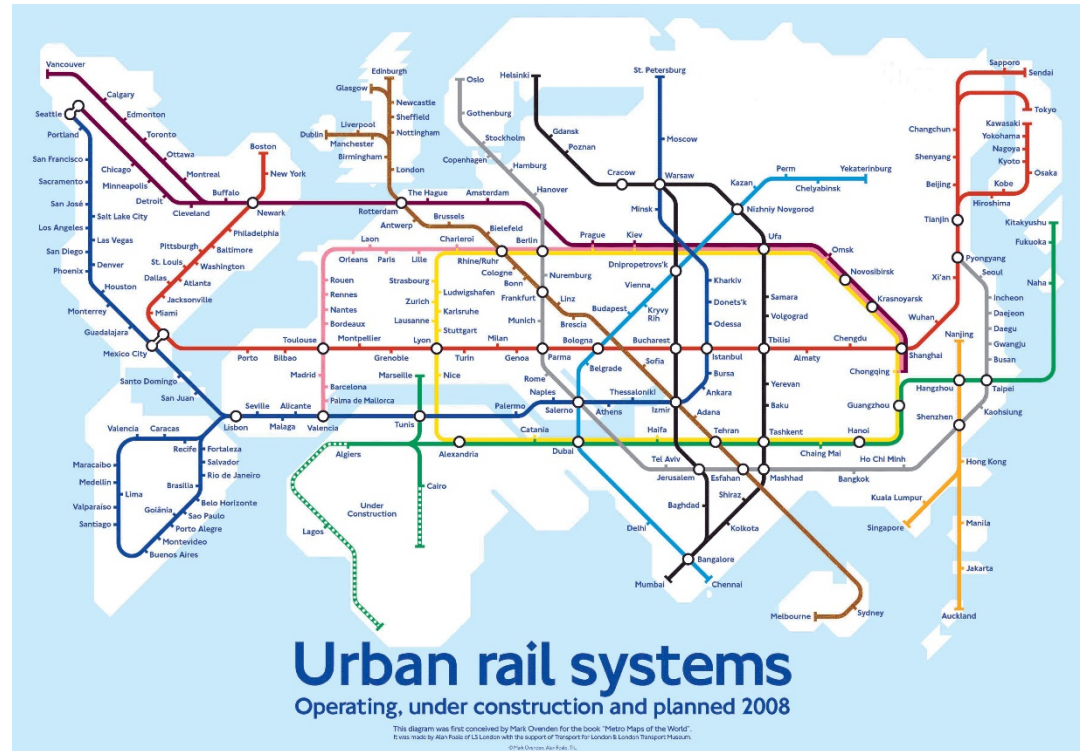 Vancouver
Calgary
Edmonton
Toronto
Ottawa
Montreal
Seattle
Portland
San Francisco
Sacramento
San José
Salt Lake City
Los Angeles
Las Vegas
San Diego
Denver
Phoenix
Houston
Monterrey
Guadalajara
Mexico City
Santo Domingo
San Juan
Chicago
Minneapolis
Detroit
Cleveland
Buffalo
Boston
New York
Newark
Philadelphia
Pittsburgh
Baltimore
St. Louis
Washington
Dallas
Atlanta
Jacksonville
Miami
Valencia
Caracas
Maracaibo
Medellín
Lima
Valparaíso
Santiago
Recife
Fortaleza
Salvador
Rio de Janeiro
Brasilia
Belo Horizonte
Goiânia
Sao Paulo
Porto Alegre
Montevideo
Buenos Aires
Edinburgh
Glasgow
Newcastle
Sheffield
Nottingham
Liverpool
Dublin
Manchester
Birmingham
London
The Hague
Amsterdam
Rotterdam
Antwerp
Brussels
Bielefeld
Charleroi
Laon
Orleans
Paris
Lille
Rhine/Ruhr
Cologne
Bonn
Frankfurt
Berlin
Nuremburg
Munich
Linz
Brescia
Rouen
Rennes
Nantes
Bordeaux
Toulouse
Madrid
Barcelona
Palma de Mallorca
Valencia
Strasbourg
Ludwigshafen
Zurich
Karlsruhe
Lausanne
Stuttgart
Lyon
Nice
Marseille
Porto
Bilbao
Montpellier
Grenoble
Turin
Milan
Genoa
Parma
Bologna
Rome
Lisbon
Seville
Malaga
Alicante
Tunis
Palermo
Naples
Salerno
Athens
Thessaloniki
Izmir
Algiers
Cairo
Under
Construction
Lagos
Alexandria
Catania
Dubai
Haifa
Tel Aviv
Jerusalem
Oslo
Gothenburg
Stockholm
Copenhagen
Hamburg
Hanover
Helsinki
Gdansk
Poznan
Cracow
Warsaw
St. Petersburg
Moscow
Minsk
Prague
Kiev
Dnipropetrovs'k
Kharkiv
Donets'k
Odessa
Vienna
Budapest
Kryvy
Rih
Belgrade
Bucharest
Sofia
Istanbul
Bursa
Ankara
Adana
Tehran
Esfahan
Perm
Yekaterinburg
Kazan
Chelyabinsk
Nizhniy Novgorod
Ufa
Samara
Volgograd
Tbilisi
Yerevan
Baku
Tashkent
Mashhad
Shiraz
Baghdad
Kolkota
Delhi
Bangalore
Mumbai
Chennai
Omsk
Novosibirsk
Krasnoyarsk
Almaty
Chengdu
Shanghai
Chongqing
Wuhan
Xi'an
Guangzhou
Hanoi
Chaing Mai
Ho Chi Minh
Bangkok
Sapporo
Sendai
Tokyo
Changchun
Shenyang
Beijing
Tianjin
Kawasaki
Yokohama
Nagoya
Kyoto
Osaka
Kobe
Hiroshima
Kitakyushu
Fukuoka
Naha
Pyongyang
Seoul
Incheon
Daejeon
Daegu
Gwangju
Busan
Taipei
Kaohsiung
Nanjing
Hangzhou
Shenzhen
Hong Kong
Kuala Lumpur
Singapore
Manila
Jakarta
Auckland
Melbourne
Sydney
Urban rail systems
Operating, under construction and planned 2008
This diagram was first conceived by Mark Ovenden for the book "Metro Maps of the World".
It was made by Alan Foale of LS London with the support of Transport for London & London Transport Museum.